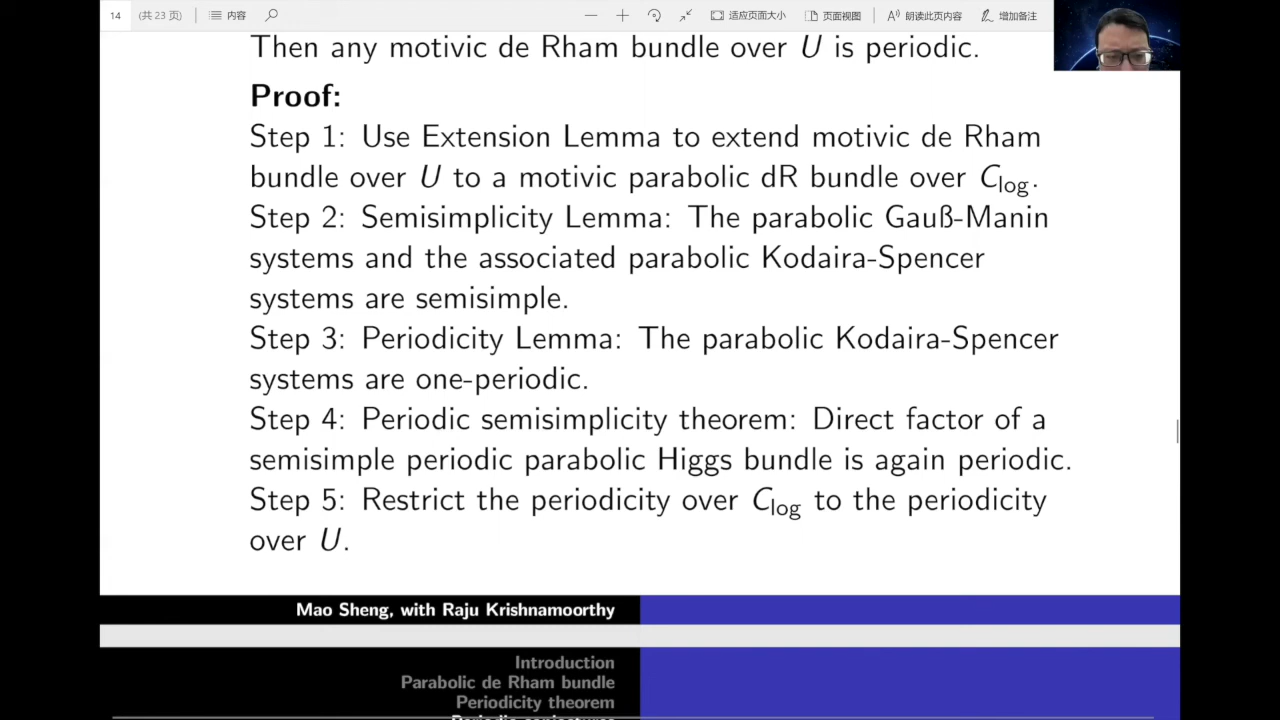 14 (共 23 页) 内容 适应页面大小 页面视图 朗读此页内容 增加备注
Then any motivic de Rham bundle over U is periodic.
Proof:
Step 1: Use Extension Lemma to extend motivic de Rham
bundle over U to a motivic parabolic dR bundle over C_log.
Step 2: Semisimplicity Lemma: The parabolic Gauß-Manin
systems and the associated parabolic Kodaira-Spencer
systems are semisimple.
Step 3: Periodicity Lemma: The parabolic Kodaira-Spencer
systems are one-periodic.
Step 4: Periodic semisimplicity theorem: Direct factor of a
semisimple periodic parabolic Higgs bundle is again periodic.
Step 5: Restrict the periodicity over C_log to the periodicity
over U.
Mao Sheng, with Raju Krishnamoorthy
Introduction
Parabolic de Rham bundle
Periodicity theorem
Periodic conjectures